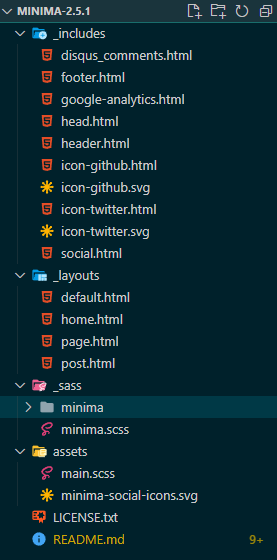 MINIMA-2.5.1
_includes
disqus_comments.html
footer.html
google-analytics.html
head.html
header.html
icon-github.html
icon-github.svg
icon-twitter.html
icon-twitter.svg
social.html
_layouts
default.html
home.html
page.html
post.html
_sass
minima
minima.scss
assets
main.scss
minima-social-icons.svg
LICENSE.txt
README.md 9+